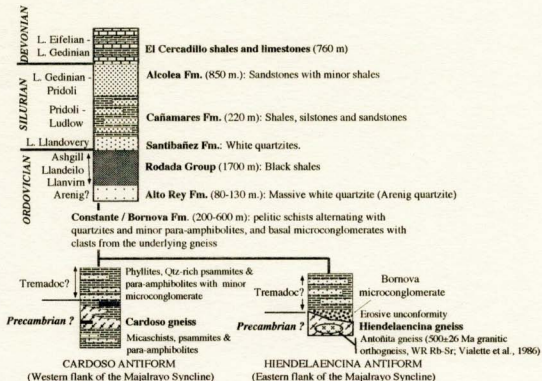 DEVONIAN
L. Eifelian -
L. Gedinian
El Cercadillo shales and limestones (760 m)
SILURIAN
L. Gedinian -
Pridoli
Alcolea Fm. (850 m.): Sandstones with minor shales
Pridoli -
Ludlow
Cañamares Fm. (220 m): Shales, silstones and sandstones
L. Llandovery
Santibañez Fm.: White quartzites.
ORDOVICIAN
Ashgill
Llandeilo
Llanvirn
Rodada Group (1700 m): Black shales
Arenig?
Alto Rey Fm. (80-130 m.): Massive white quartzite (Arenig quartzite)
Constante / Bornova Fm. (200-600 m): pelitic schists alternating with
quartzites and minor para-amphibolites, and basal microconglomerates with
clasts from the underlying gneiss
Tremadoc?
Phyllites, Qtz-rich psammites &
para-amphibolites with minor
microconglomerate
Precambrian ?
Cardoso gneiss
Micaschists, psammites &
para-amphibolites
CARDOSO ANTIFORM
(Western flank of the Majalrayo Syncline)
Tremadoc?
Bornova
microconglomerate
Erosive unconformity
Precambrian ?
Hiendelaencina gneiss
Antoñita gneiss (500±26 Ma granitic
orthogneiss, WR Rb-Sr; Vialette et al., 1986)
HIENDELAENCINA ANTIFORM
(Eastern flank of the Majalrayo Syncline)